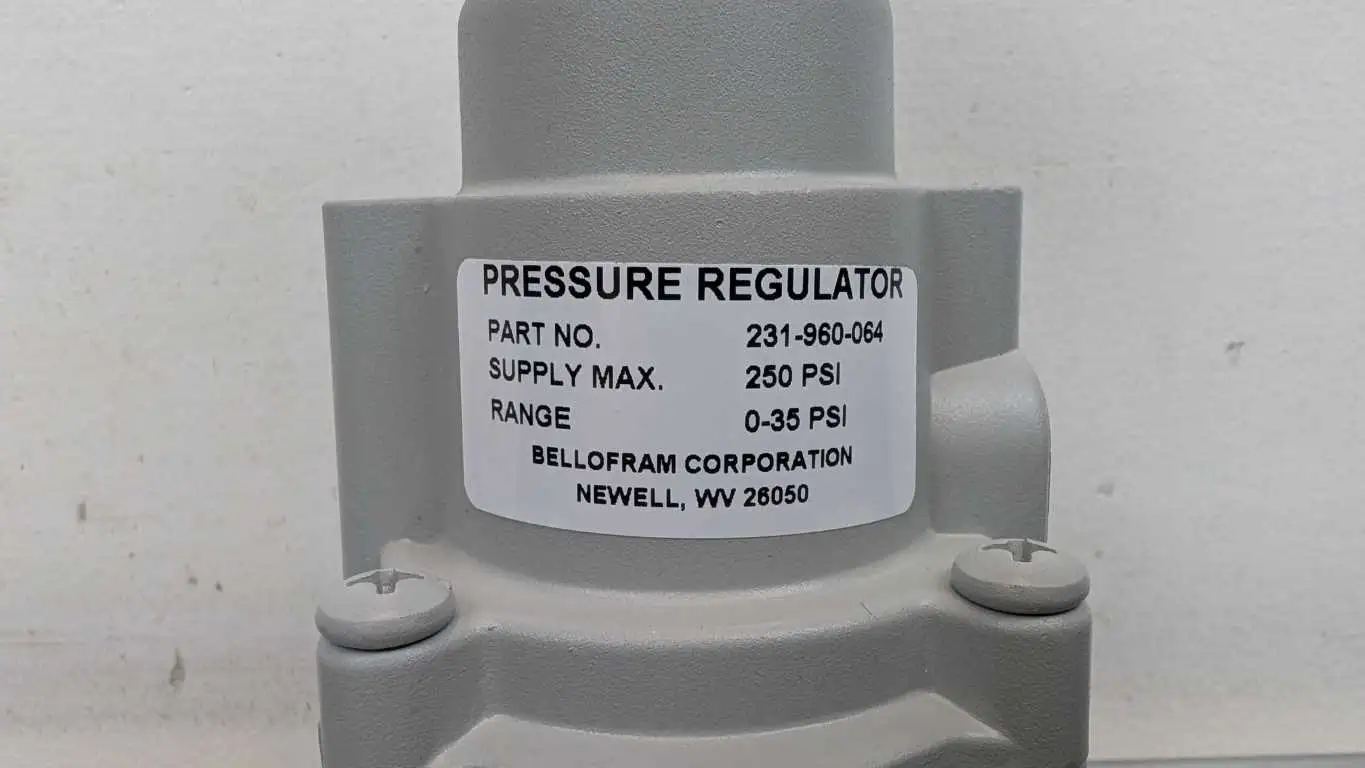 PRESSURE REGULATOR
PART NO. 231-960-064
SUPPLY MAX. 250 PSI
RANGE 0-35 PSI
BELLOFRAM CORPORATION
NEWELL, WV 26050